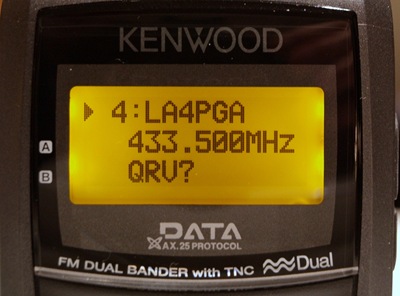 KENWOOD
▶ 4:LA4PGA
A 433.500MHz
B QRV?
DATA
AX.25 PROTOCOL
FM DUAL BANDER with TNC Dual